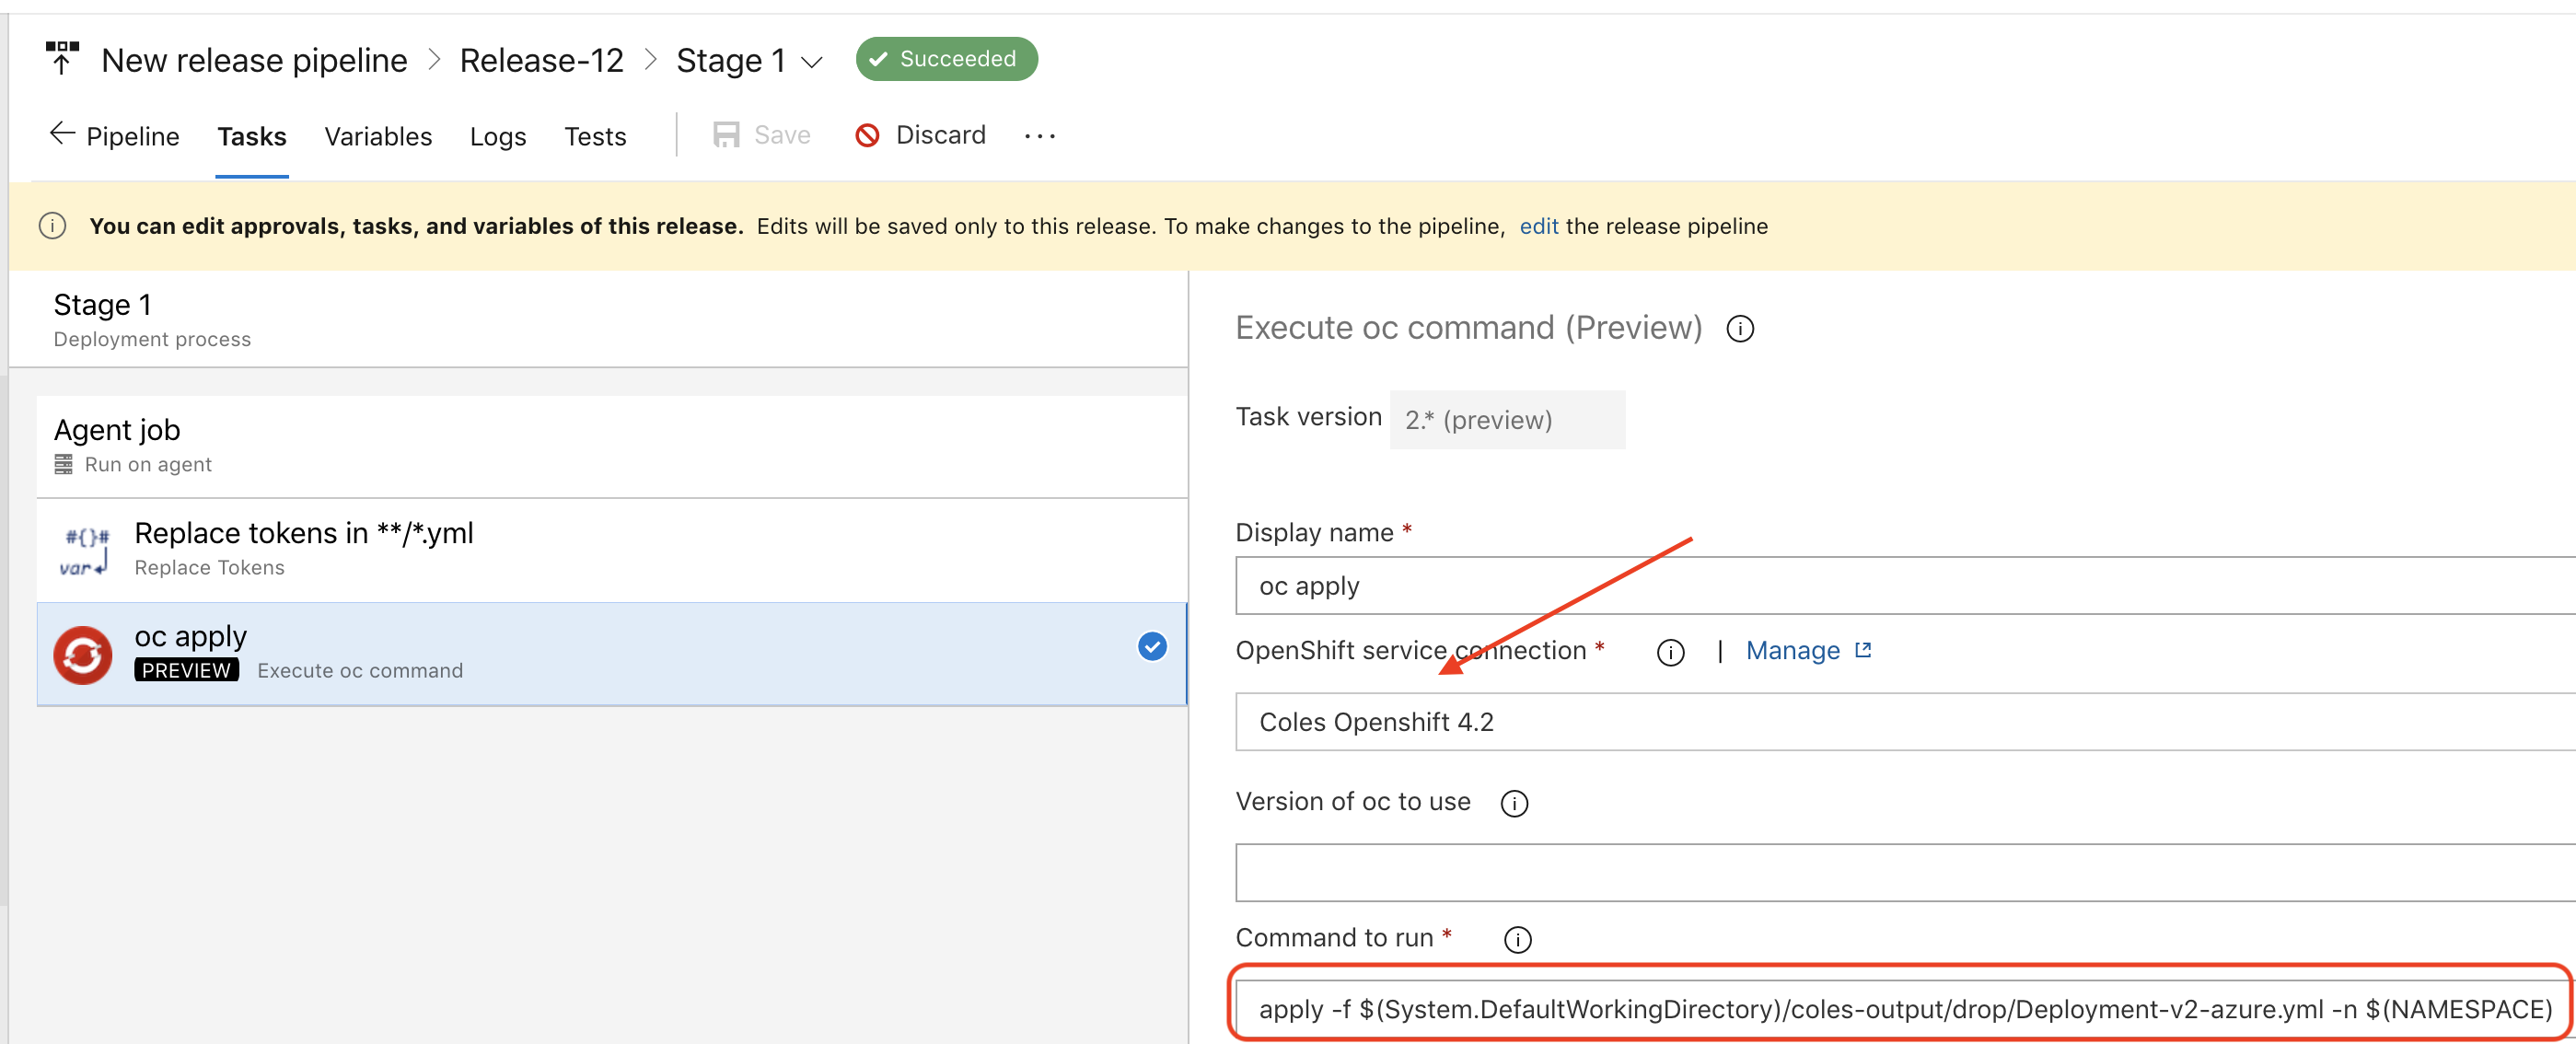 New release pipeline > Release-12 > Stage 1 Succeeded
Pipeline Tasks Variables Logs Tests Save Discard ...
You can edit approvals, tasks, and variables of this release. Edits will be saved only to this release. To make changes to the pipeline, edit the release pipeline
Stage 1
Deployment process
Agent job
Run on agent
#{}#
var
Replace tokens in **/*.yml
Replace Tokens
oc apply
PREVIEW Execute oc command
Execute oc command (Preview)
Task version 2.* (preview)
Display name *
oc apply
OpenShift service connection * | Manage
Coles Openshift 4.2
Version of oc to use
Command to run *
apply -f $(System.DefaultWorkingDirectory)/coles-output/drop/Deployment-v2-azure.yml -n $(NAMESPACE)